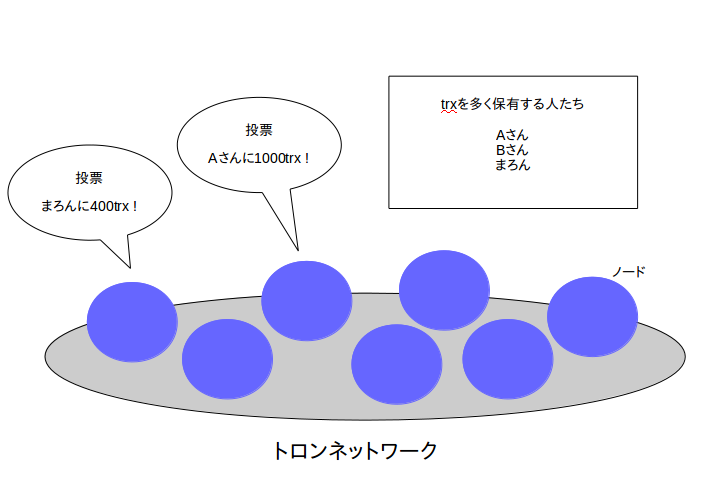 trxを多く保有する人たち
Aさん
Bさん
まろん
投票
Aさんに1000trx！
投票
まろんに400trx！
ノード
トロンネットワーク